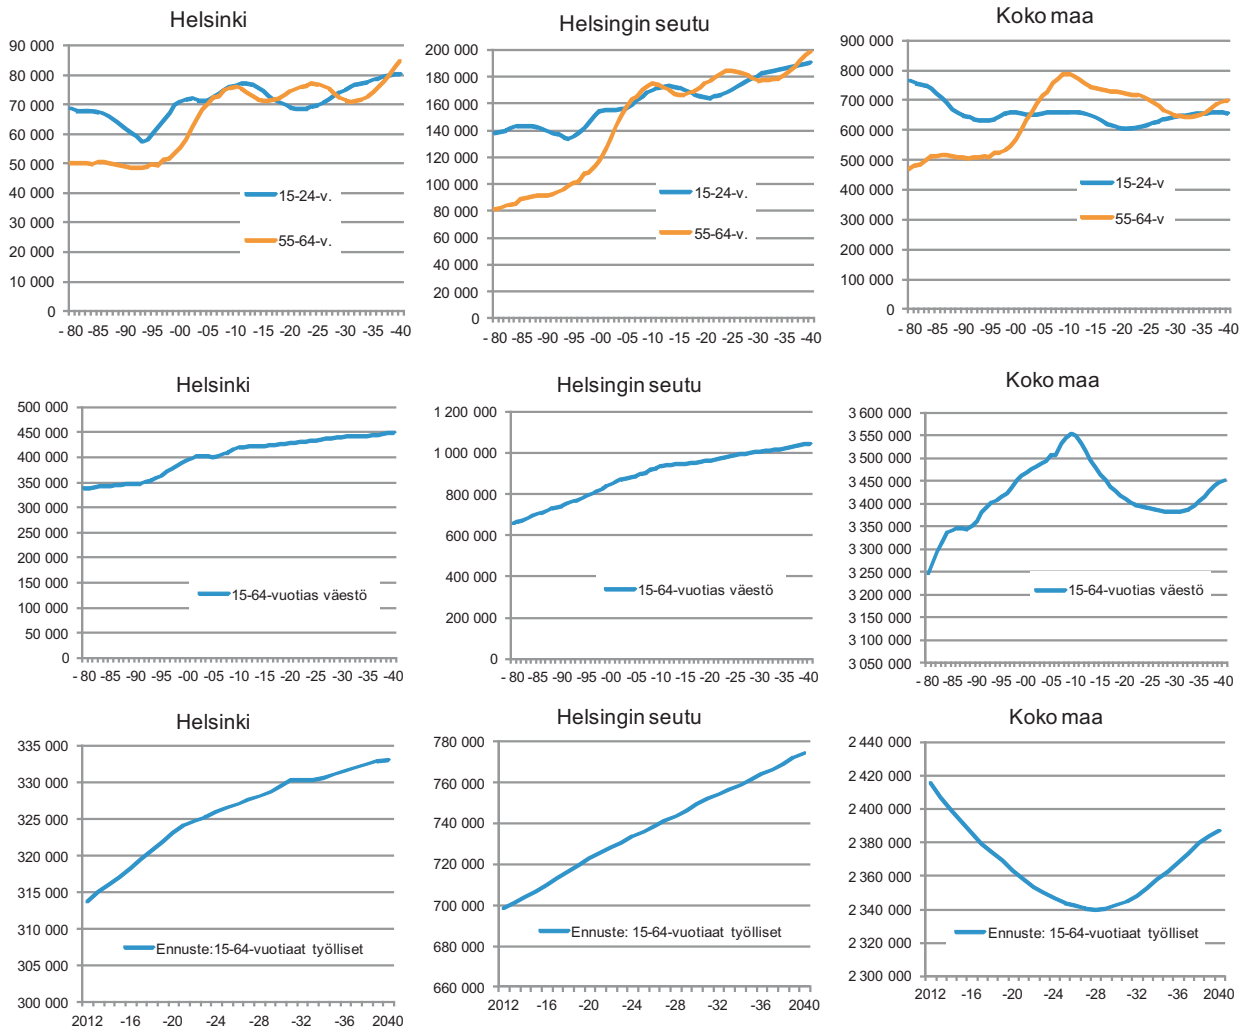 Helsinki
90 000
80 000
70 000
60 000
50 000
40 000
30 000
20 000
10 000
0
15-24-v.
55-64-v.
- 80 -85 -90 -95 -00 -05 -10 -15 -20 -25 -30 -35 -40
Helsingin seutu
200 000
180 000
160 000
140 000
120 000
100 000
80 000
60 000
40 000
20 000
0
15-24-v.
55-64-v.
- 80 -85 -90 -95 -00 -05 -10 -15 -20 -25 -30 -35 -40
Koko maa
900 000
800 000
700 000
600 000
500 000
400 000
300 000
200 000
100 000
0
15-24-v
55-64-v
- 80 -85 -90 -95 -00 -05 -10 -15 -20 -25 -30 -35 -40
Helsinki
500 000
450 000
400 000
350 000
300 000
250 000
200 000
150 000
100 000
50 000
0
15-64-vuotias väestö
- 80 -85 -90 -95 -00 -05 -10 -15 -20 -25 -30 -35 -40
Helsingin seutu
1 200 000
1 000 000
800 000
600 000
400 000
200 000
0
15-64-vuotias väestö
- 80 -85 -90 -95 -00 -05 -10 -15 -20 -25 -30 -35 -40
Koko maa
3 600 000
3 550 000
3 500 000
3 450 000
3 400 000
3 350 000
3 300 000
3 250 000
3 200 000
3 150 000
3 100 000
3 050 000
15-64-vuotias väestö
- 80 -85 -90 -95 -00 -05 -10 -15 -20 -25 -30 -35 -40
Helsinki
335 000
330 000
325 000
320 000
315 000
310 000
305 000
300 000
Ennuste: 15-64-vuotiaat työlliset
2012 -16 -20 -24 -28 -32 -36 2040
Helsingin seutu
780 000
760 000
740 000
720 000
700 000
680 000
660 000
Ennuste: 15-64-vuotiaat työlliset
2012 -16 -20 -24 -28 -32 -36 2040
Koko maa
2 440 000
2 420 000
2 400 000
2 380 000
2 360 000
2 340 000
2 320 000
2 300 000
Ennuste: 15-64-vuotiaat työlliset
2012 -16 -20 -24 -28 -32 -36 2040